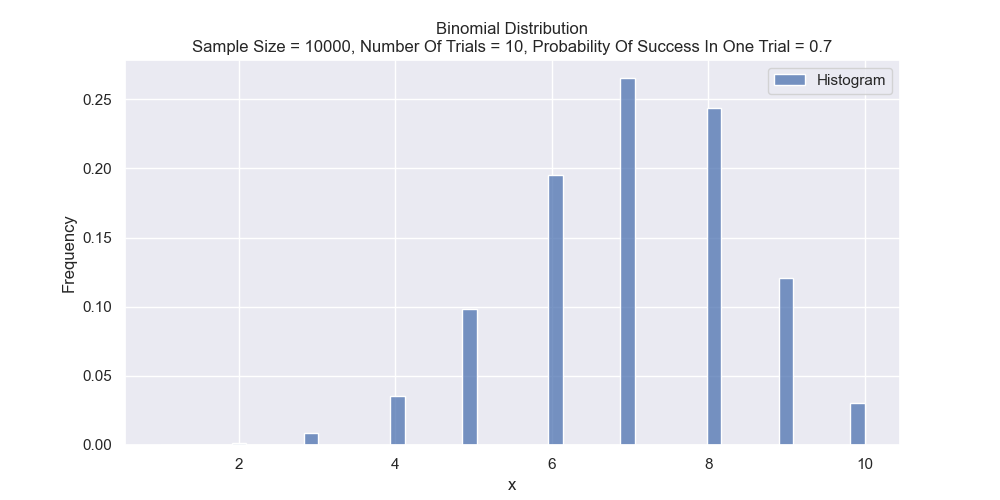 Binomial Distribution
Sample Size = 10000, Number Of Trials = 10, Probability Of Success In One Trial = 0.7
Histogram
0.25
0.20
0.15
0.10
0.05
0.00
Frequency
2 4 6 8 10
x